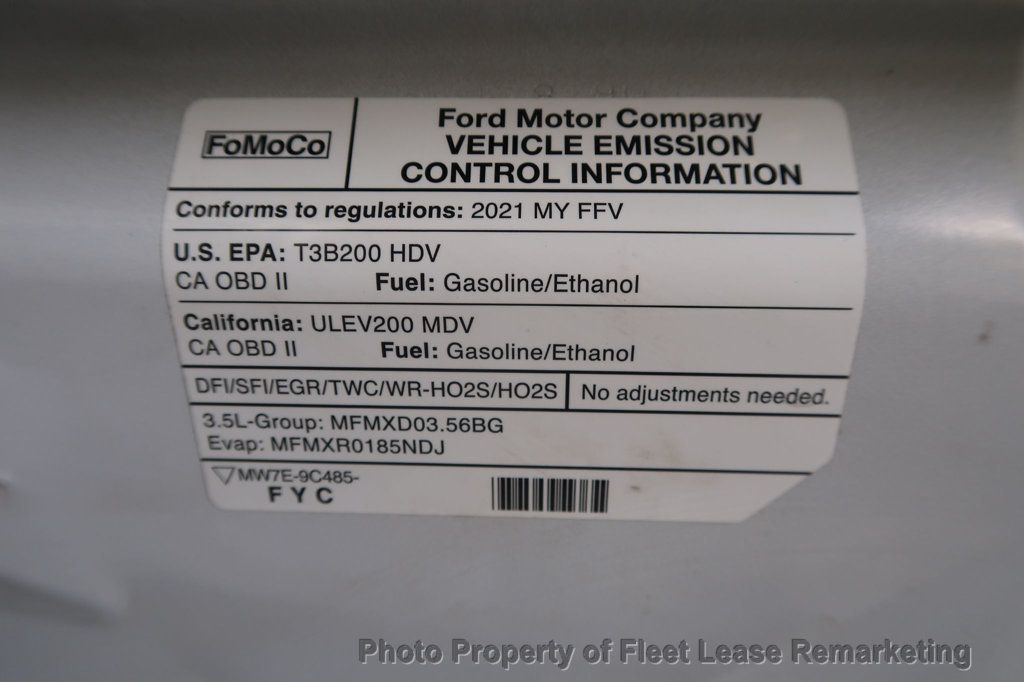 FoMoCo
Ford Motor Company
VEHICLE EMISSION
CONTROL INFORMATION
Conforms to regulations: 2021 MY FFV
U.S. EPA: T3B200 HDV
CA OBD II Fuel: Gasoline/Ethanol
California: ULEV200 MDV
CA OBD II Fuel: Gasoline/Ethanol
DFI/SFI/EGR/TWC/WR-HO2S/HO2S No adjustments needed.
3.5L-Group: MFMXD03.56BG
Evap: MFMXR0185NDJ
MW7E-9C485-
F Y C
Photo Property of Fleet Lease Remarketing